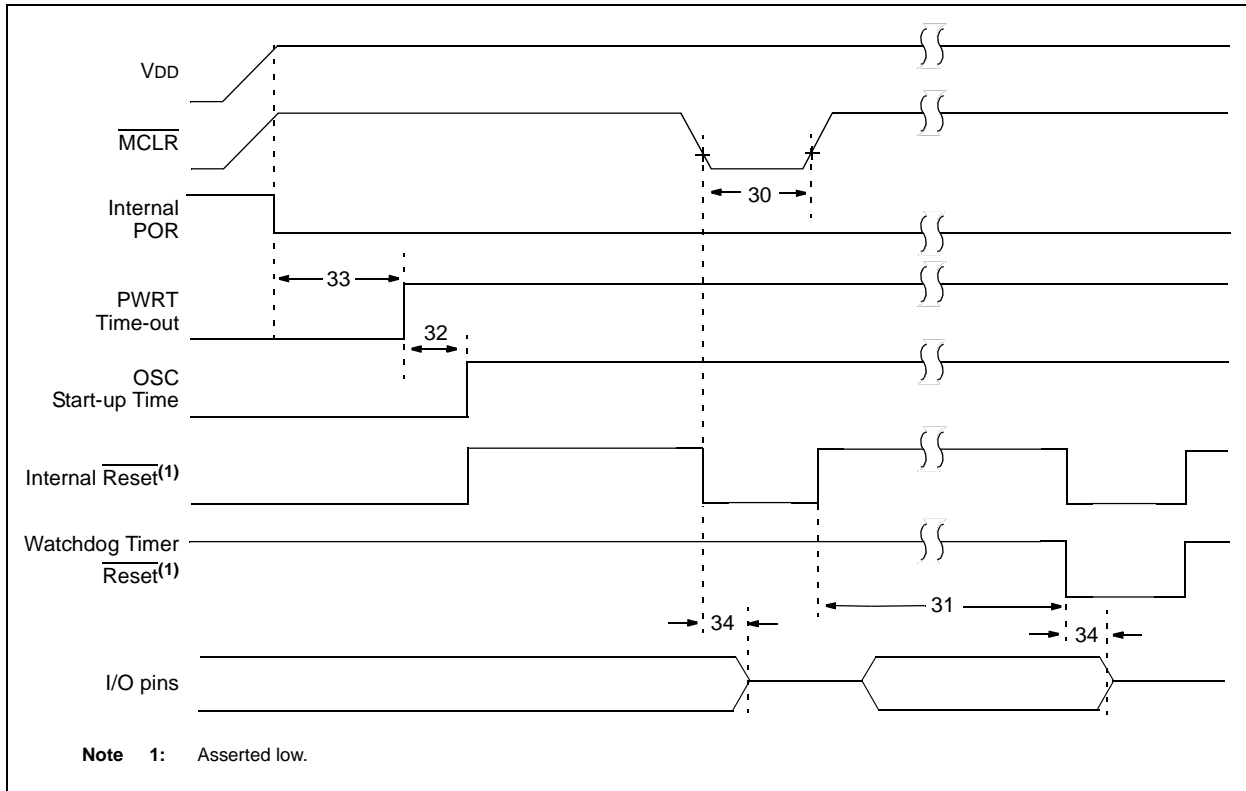 VDD
MCLR
30
Internal
POR
33
PWRT
Time-out
32
OSC
Start-up Time
Internal Reset(1)
Watchdog Timer
Reset(1)
31
34
34
I/O pins
Note 1: Asserted low.